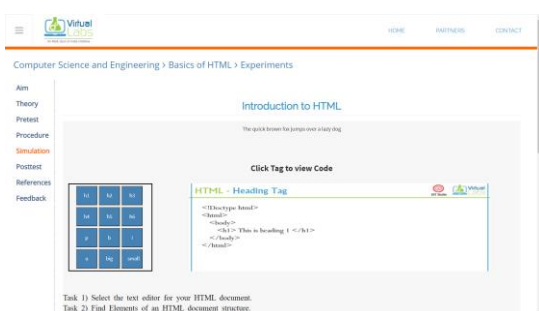 Virtual
Labs
HOME PARTNERS CONTACT
Computer Science and Engineering > Basics of HTML > Experiments
Aim
Theory
Pretest
Procedure
Simulation
Posttest
References
Feedback
Introduction to HTML
The quick brown fox jumps over a lazy dog
Click Tag to view Code
h1 h2 h3
h4 h5 h6
p b i
a big small
HTML - Heading Tag
Virtual
<!Doctype html>
<html>
<body>
<h1> This is heading 1 </h1>
</body>
</html>
Task 1) Select the text editor for your HTML document.
Task 2) Find Elements of an HTML document structure.